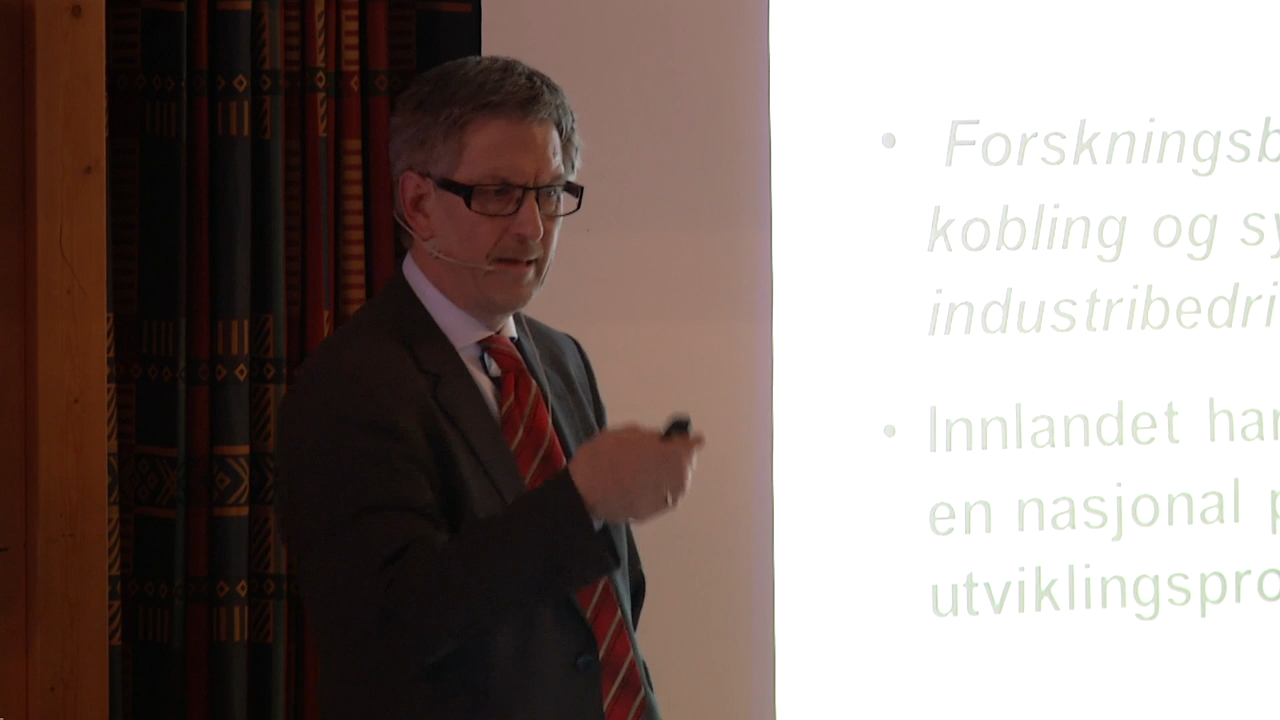 • Forskningsb
kobling og sy
industribedri
• Innlandet har
en nasjonal p
utviklingspro